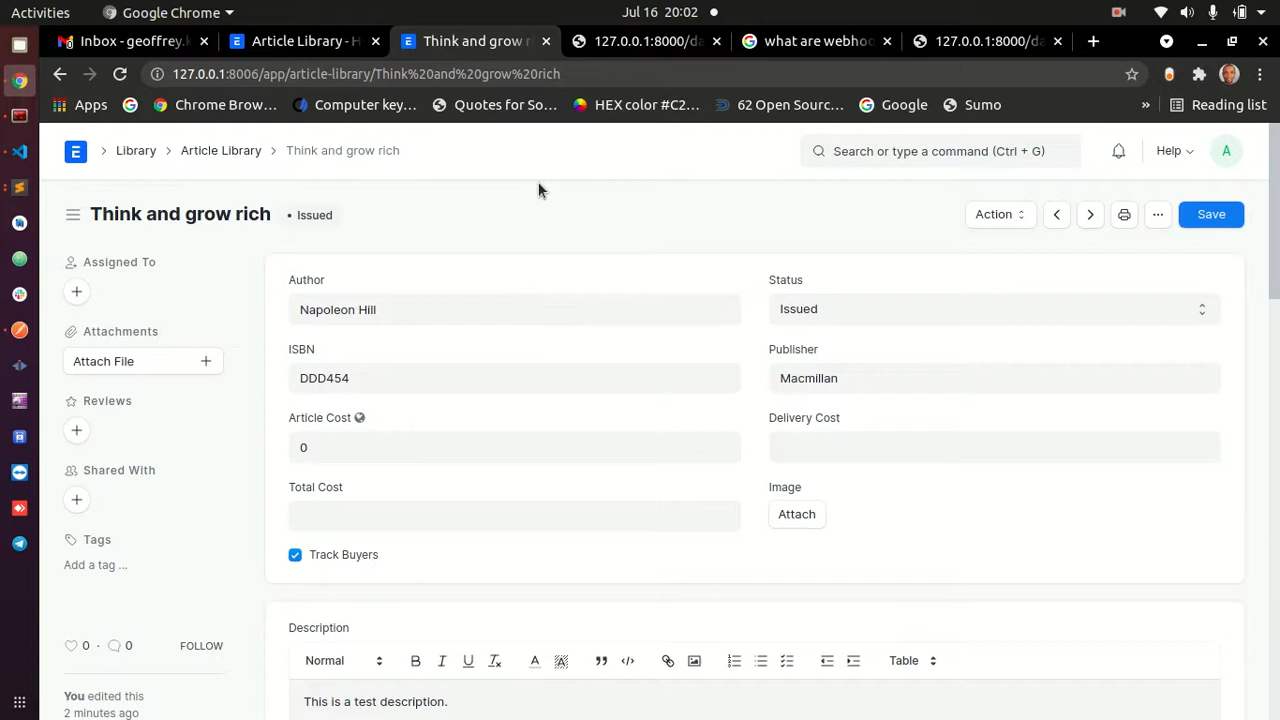 Activities Google Chrome Jul 16 20:02
Inbox - geoffrey.k Article Library - H Think and grow r 127.0.0.1:8000/da what are webhoo 127.0.0.1:8000/da
127.0.0.1:8006/app/article-library/Think%20and%20grow%20rich
Apps Chrome Brow... Computer key... Quotes for So... HEX color #C2... 62 Open Sourc... Google Sumo » Reading list
E Library Article Library Think and grow rich Search or type a command (Ctrl + G) Help A
Think and grow rich • Issued Action ... Save
Assigned To
Attachments
Attach File
Reviews
Shared With
Tags
Add a tag ...
0 · 0 FOLLOW
You edited this
2 minutes ago
Author
Napoleon Hill
Status
Issued
ISBN
DDD454
Publisher
Macmillan
Article Cost
0
Delivery Cost
Total Cost
Image
Attach
Track Buyers
Description
Normal B I U Tx A A Table
This is a test description.